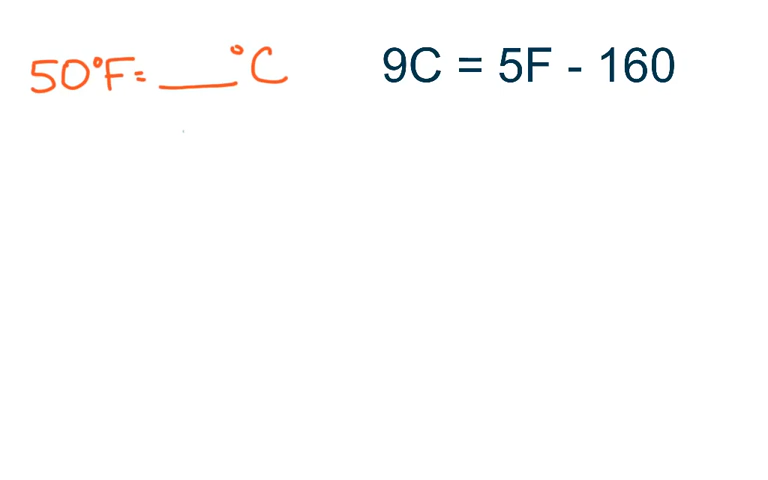 50°F = ___°C
9C = 5F - 160